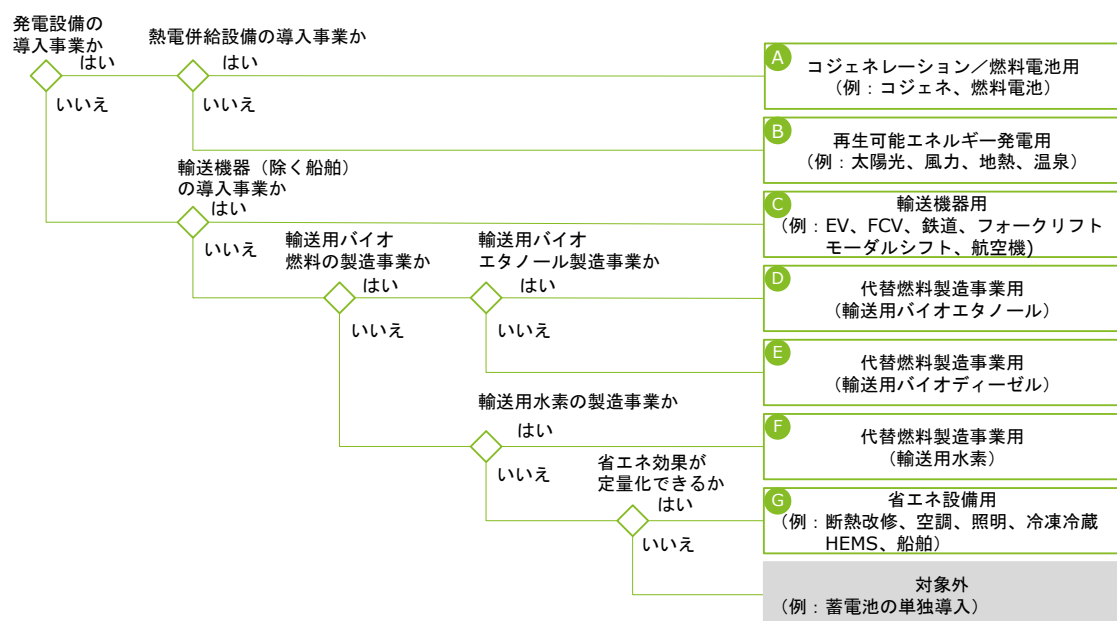 発電設備の
導入事業か
はい
いいえ
熱電併給設備の導入事業か
はい
いいえ
A
コジェネレーション／燃料電池用
（例：コジェネ、燃料電池）
B
再生可能エネルギー発電用
（例：太陽光、風力、地熱、温泉）
輸送機器（除く船舶）
の導入事業か
はい
いいえ
C
輸送機器用
（例：EV、FCV、鉄道、フォークリフト
モーダルシフト、航空機)
輸送用バイオ
燃料の製造事業か
はい
いいえ
輸送用バイオ
エタノール製造事業か
はい
いいえ
D
代替燃料製造事業用
（輸送用バイオエタノール）
E
代替燃料製造事業用
（輸送用バイオディーゼル）
輸送用水素の製造事業か
はい
いいえ
F
代替燃料製造事業用
（輸送用水素）
省エネ効果が
定量化できるか
はい
いいえ
G
省エネ設備用
（例：断熱改修、空調、照明、冷凍冷蔵
HEMS、船舶）
対象外
（例：蓄電池の単独導入）